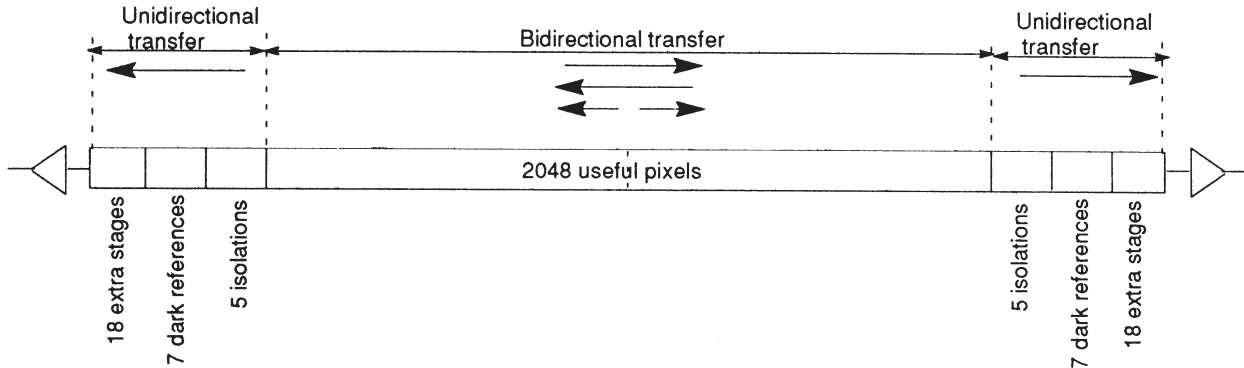 Unidirectional
transfer
Bidirectional transfer
Unidirectional
transfer
2048 useful pixels
18 extra stages
7 dark references
5 isolations
5 isolations
7 dark references
18 extra stages